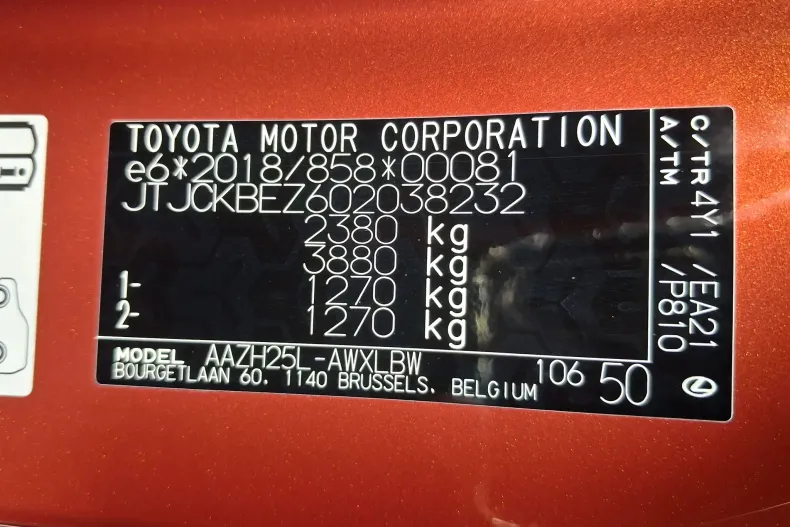 TOYOTA MOTOR CORPORATION
e6*2018/858*00081
JTJCKBEZ602038232
2380 kg
3880 kg
1- 1270 kg
2- 1270 kg
MODEL AAZH25L-AWXLBW
BOURGETLAAN 60. 1140 BRUSSELS. BELGIUM
106 50
C/TR 4Y1 /EA21
A/TM /P810